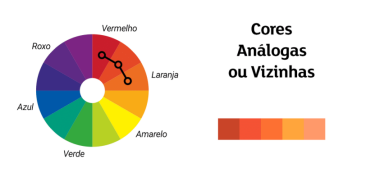 Vermelho
Roxo
Laranja
Azul
Amarelo
Verde
Cores
Análogas
ou Vizinhas